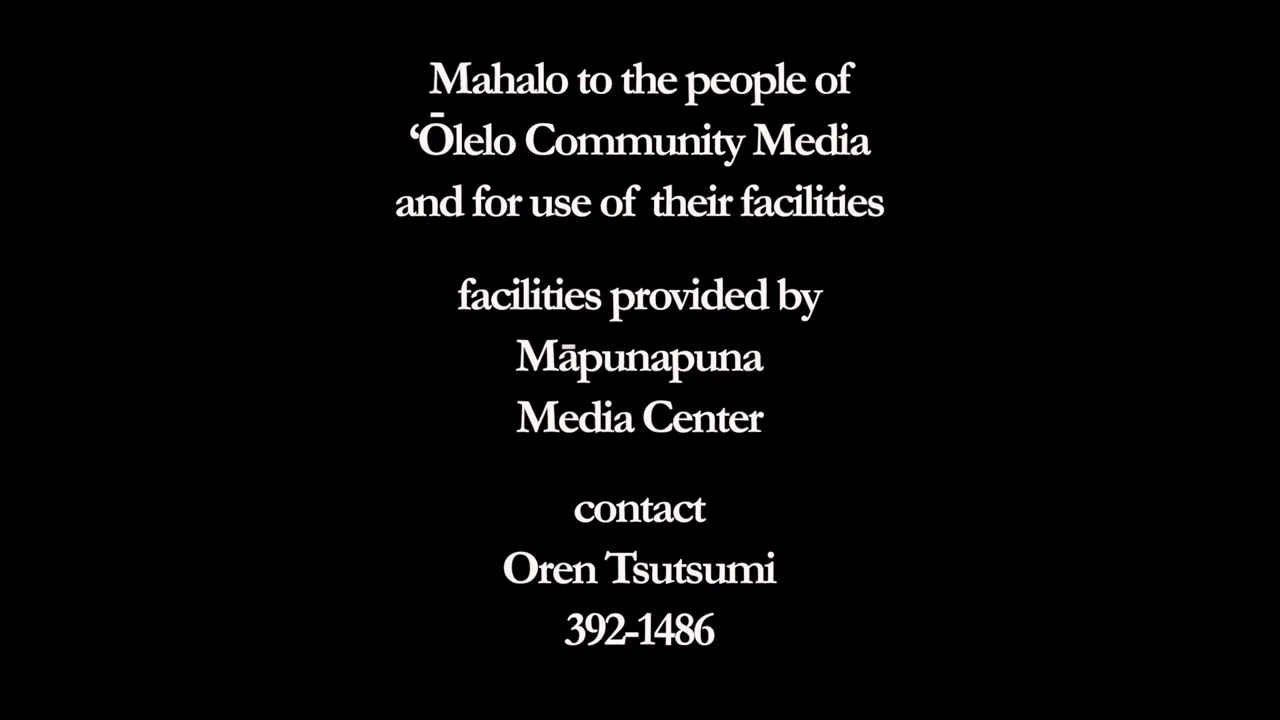 Mahalo to the people of
‘Ōlelo Community Media
and for use of their facilities
facilities provided by
Māpunapuna
Media Center
contact
Oren Tsutsumi
392-1486